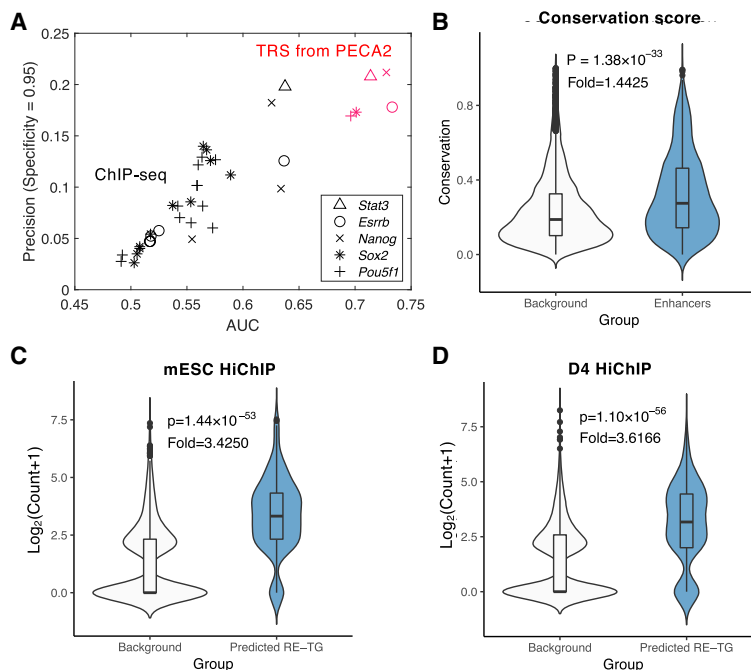 A
TRS from PECA2
ChIP-seq
Precision (Specificity = 0.95)
0.25
0.2
0.15
0.1
0.05
0
0.45
0.5
0.55
0.6
0.65
0.7
0.75
AUC
Stat3
Esrrb
Nanog
Sox2
Pou5f1
B
Conservation score
P = 1.38×10⁻³³
Fold=1.4425
Conservation
0.8
0.4
0.0
Background
Enhancers
Group
C
mESC HiChIP
p=1.44×10⁻⁵³
Fold=3.4250
Log₂(Count+1)
7.5
5.0
2.5
0.0
Background
Predicted RE−TG
Group
D
D4 HiChIP
p=1.10×10⁻⁵⁶
Fold=3.6166
Log₂(Count+1)
7.5
5.0
2.5
0.0
Background
Predicted RE−TG
Group